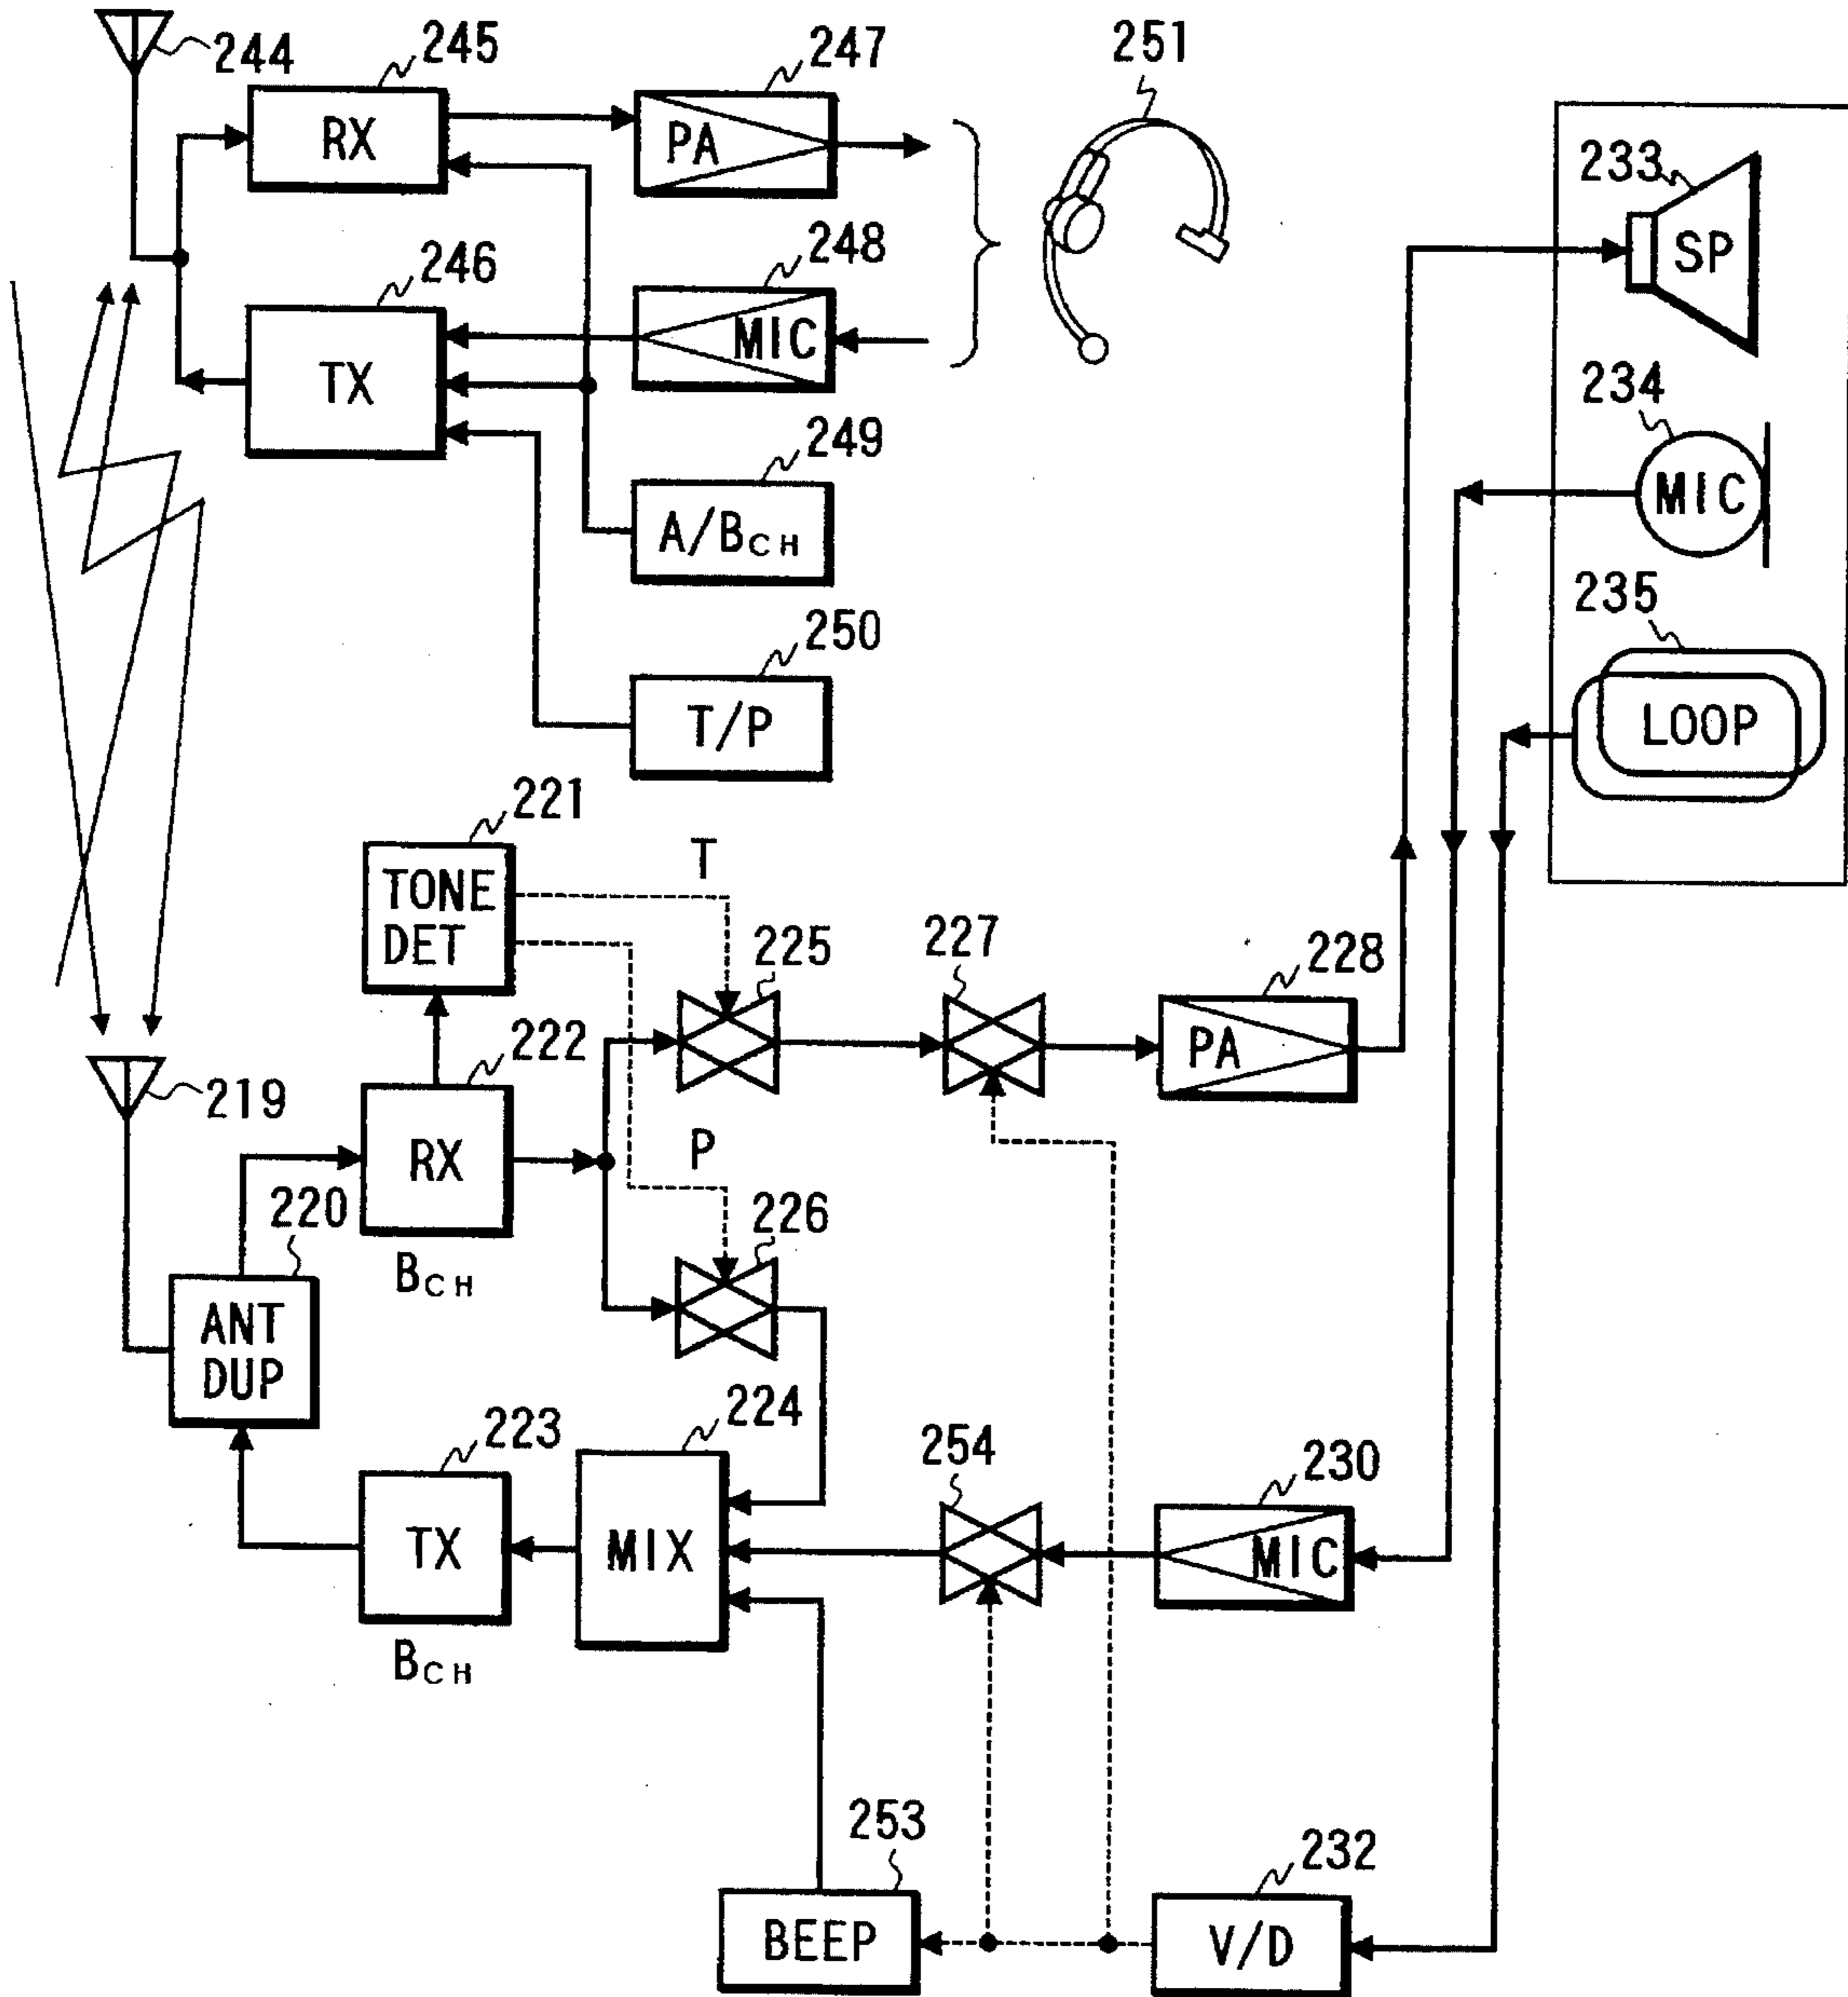 244
245
RX
247
PA
251
233
SP
246
TX
248
MIC
234
MIC
249
A/BCH
235
LOOP
250
T/P
221
TONE
DET
T
225
227
228
PA
222
RX
BCH
219
P
226
220
ANT
DUP
223
TX
BCH
224
MIX
254
230
MIC
253
BEEP
232
V/D